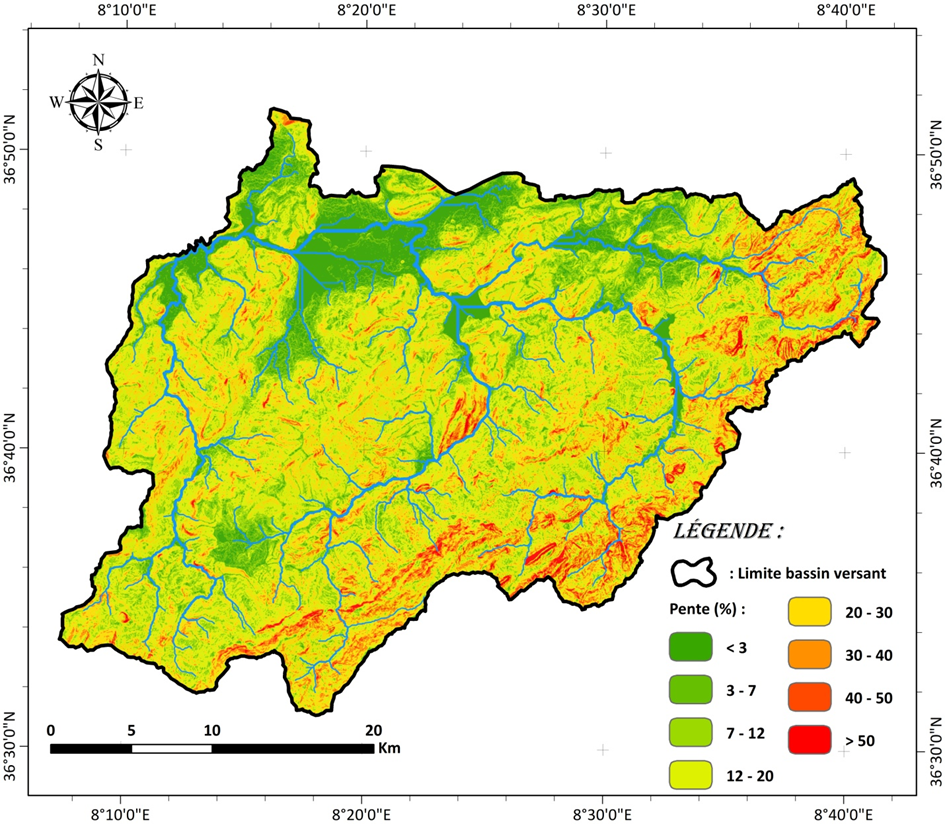 8°10'0"E 8°20'0"E 8°30'0"E 8°40'0"E
N
W E
S
36°50'0"N 36°50'0"N
36°40'0"N 36°40'0"N
36°30'0"N 36°30'0"N
LÉGENDE :
: Limite bassin versant
Pente (%) :
< 3
3 - 7
7 - 12
12 - 20
20 - 30
30 - 40
40 - 50
> 50
0 5 10 20
Km
8°10'0"E 8°20'0"E 8°30'0"E 8°40'0"E